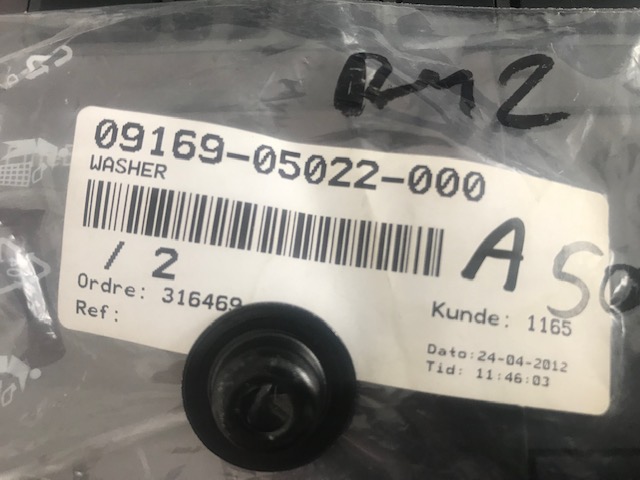 RM2
09169-05022-000
WASHER
/ 2
A 50
Ordre: 316469
Ref:
Kunde: 1165
Dato:24-04-2012
Tid: 11:46:03